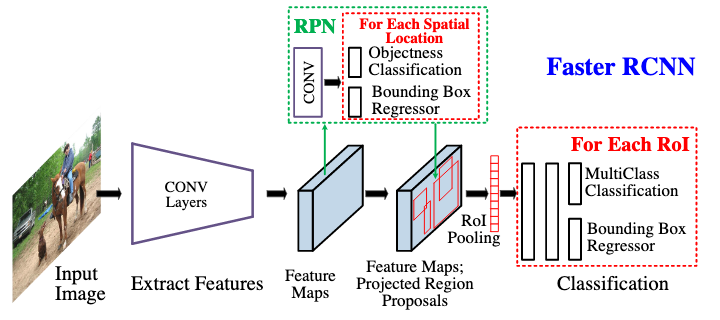 RPN
For Each Spatial
Location
CONV
Objectness
Classification
Bounding Box
Regressor
Faster RCNN
For Each RoI
CONV
Layers
MultiClass
Classification
RoI
Pooling
Bounding Box
Regressor
Input
Image
Extract Features
Feature
Maps
Feature Maps;
Projected Region
Proposals
Classification